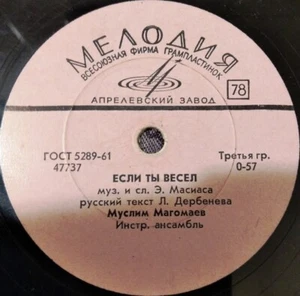 МЕЛОДИЯ
ВСЕСОЮЗНАЯ ФИРМА ГРАМПЛАСТИНОК
78
АПРЕЛЕВСКИЙ ЗАВОД
ГОСТ 5289-61
Третья гр.
47737
0-57
ЕСЛИ ТЫ ВЕСЕЛ
муз. и сл. Э. Масиаса
русский текст Л. Дербенева
Муслим Магомаев
Инстр. ансамбль